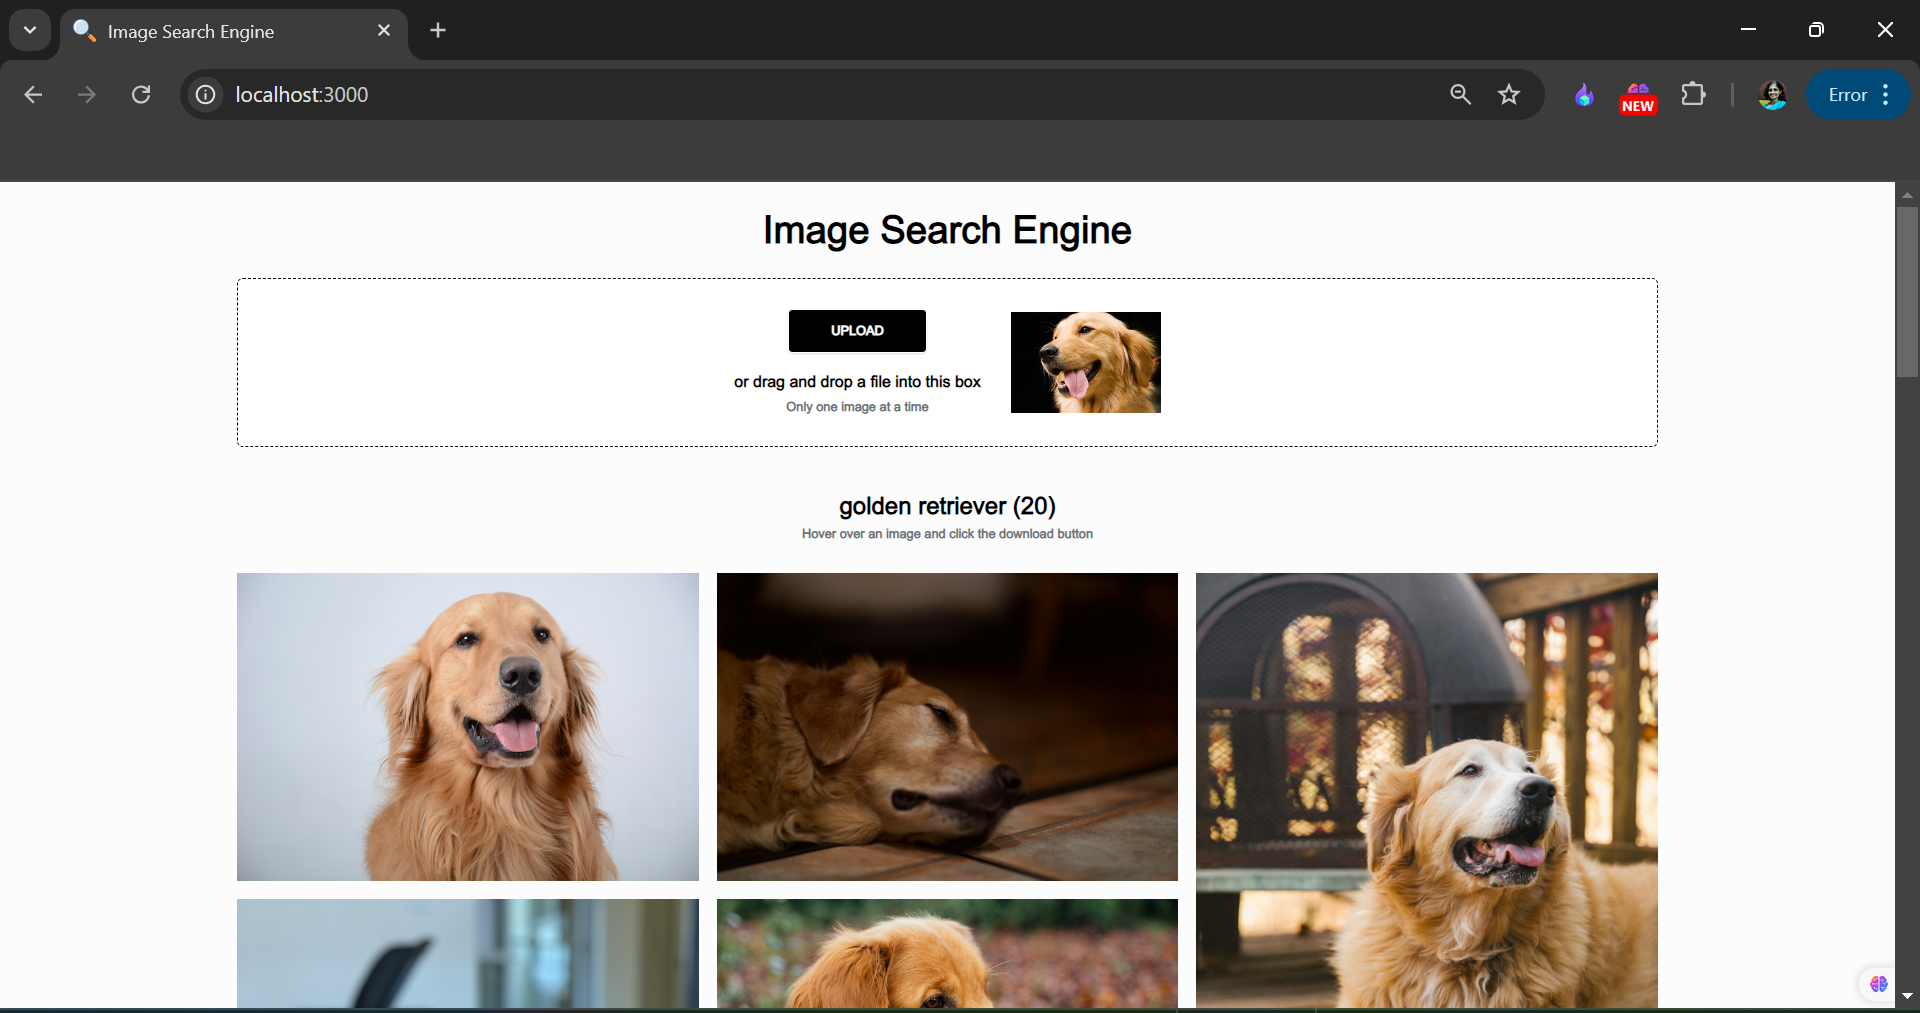 Image Search Engine
localhost:3000
NEW
Error
Image Search Engine
UPLOAD
or drag and drop a file into this box
Only one image at a time
golden retriever (20)
Hover over an image and click the download button